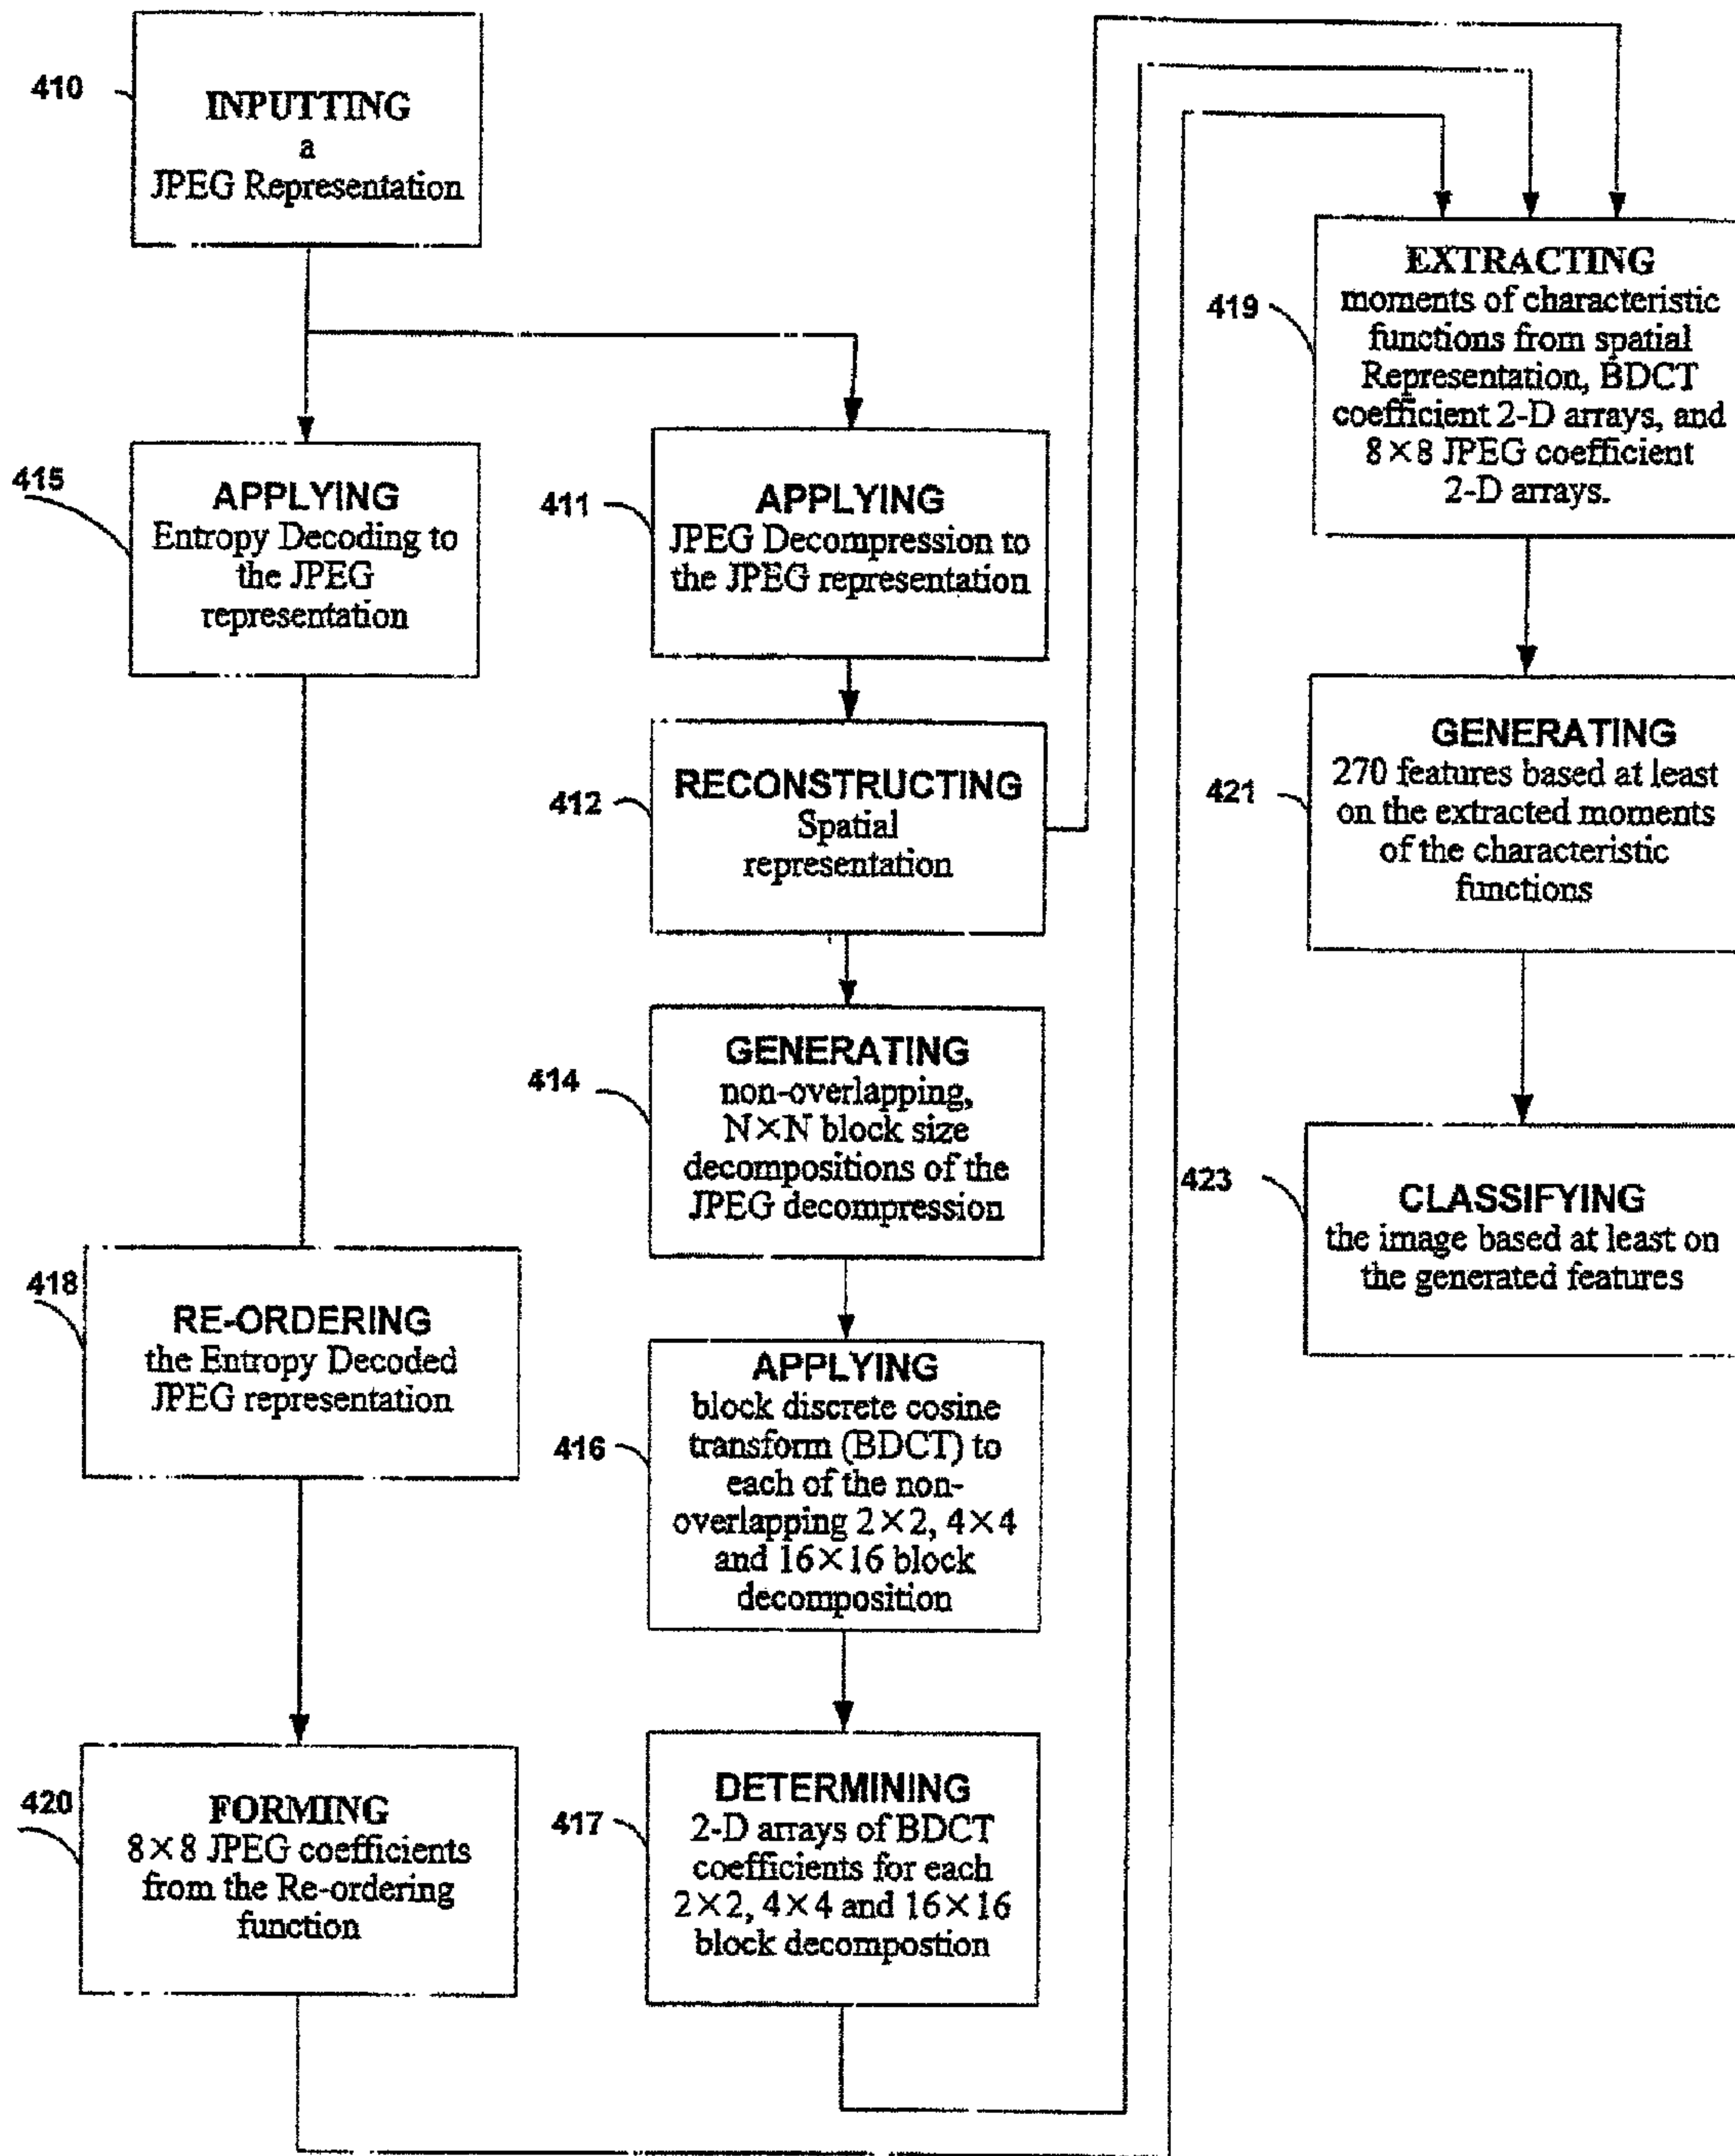 410
INPUTTING
a
JPEG Representation
415
APPLYING
Entropy Decoding to
the JPEG
representation
418
RE-ORDERING
the Entropy Decoded
JPEG representation
420
FORMING
8×8 JPEG coefficients
from the Re-ordering
function
411
APPLYING
JPEG Decompression to
the JPEG representation
412
RECONSTRUCTING
Spatial
representation
414
GENERATING
non-overlapping,
N×N block size
decompositions of the
JPEG decompression
416
APPLYING
block discrete cosine
transform (BDCT) to
each of the non-
overlapping 2×2, 4×4
and 16×16 block
decomposition
417
DETERMINING
2-D arrays of BDCT
coefficients for each
2×2, 4×4 and 16×16
block decompostion
419
EXTRACTING
moments of characteristic
functions from spatial
Representation, BDCT
coefficient 2-D arrays, and
8×8 JPEG coefficient
2-D arrays.
421
GENERATING
270 features based at least
on the extracted moments
of the characteristic
functions
423
CLASSIFYING
the image based at least on
the generated features